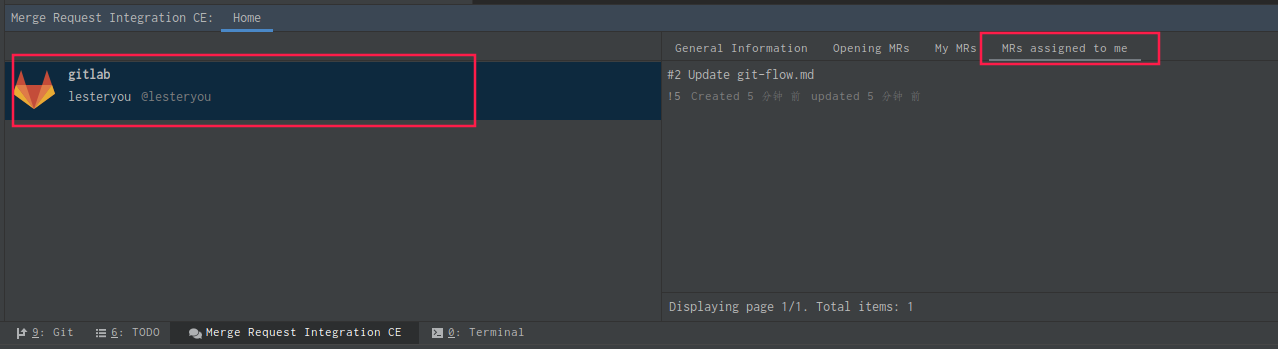 Merge Request Integration CE: Home
gitlab
lesteryou @lesteryou
General Information Opening MRs My MRs MRs assigned to me
#2 Update git-flow.md
!5 Created 5 分钟 前 updated 5 分钟 前
Displaying page 1/1. Total items: 1
9: Git 6: TODO Merge Request Integration CE 0: Terminal